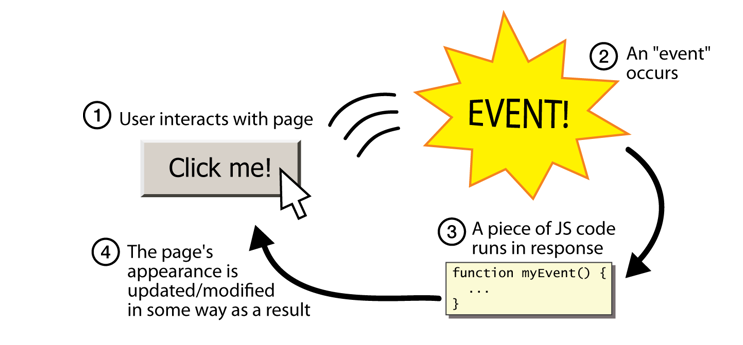 1 User interacts with page
Click me!
EVENT!
2 An "event"
occurs
3 A piece of JS code
runs in response
function myEvent() {
...
}
4 The page's
appearance is
updated/modified
in some way as a result